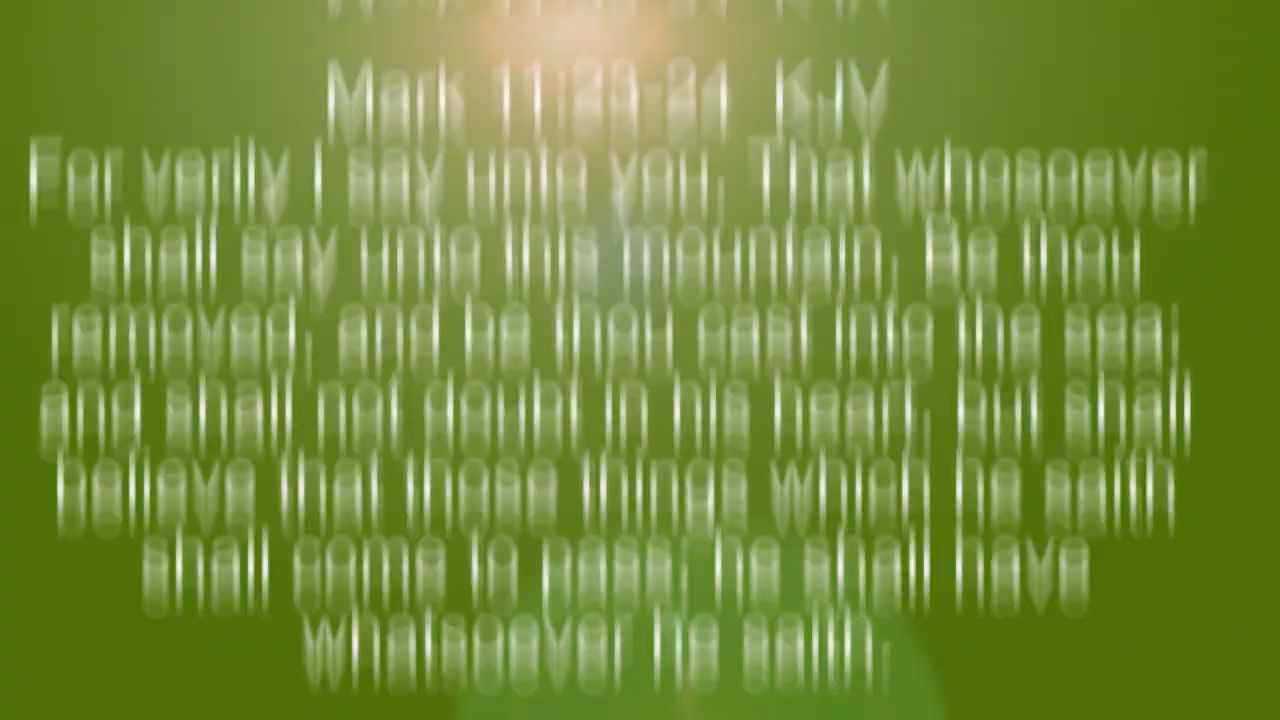 Mark 11:23-24 KJV
For verily I say unto you, That whosoever
shall say unto this mountain, Be thou
removed, and be thou cast into the sea;
and shall not doubt in his heart, but shall
believe that those things which he saith
shall come to pass; he shall have
whatsoever he saith.